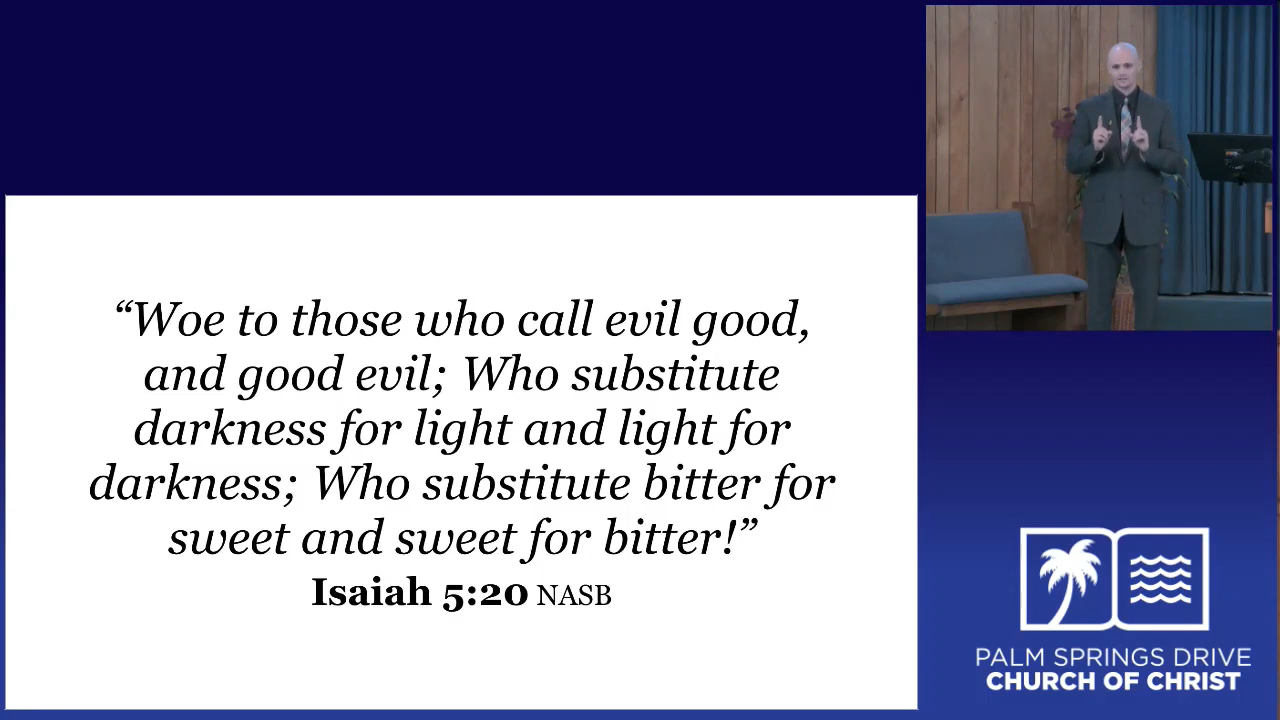 “Woe to those who call evil good,
and good evil; Who substitute
darkness for light and light for
darkness; Who substitute bitter for
sweet and sweet for bitter!”
Isaiah 5:20 NASB
PALM SPRINGS DRIVE
CHURCH OF CHRIST